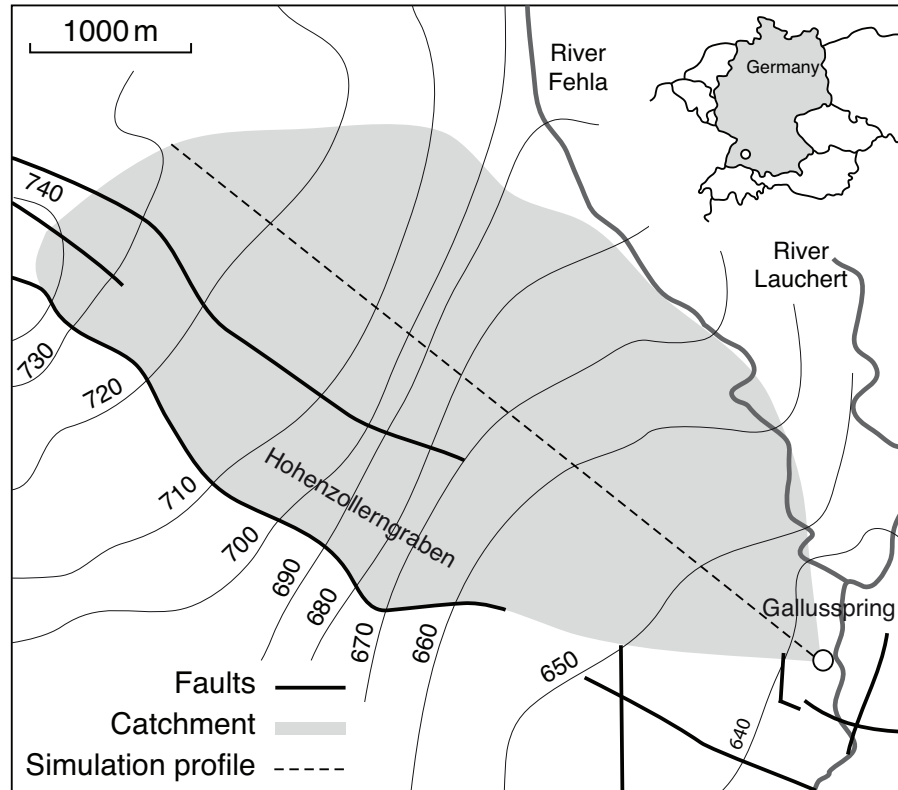 1000 m
River
Fehla
Germany
740
River
Lauchert
730
720
Hohenzollerngraben
710
700
690
680
670
660
Gallusspring
650
640
Faults
Catchment
Simulation profile